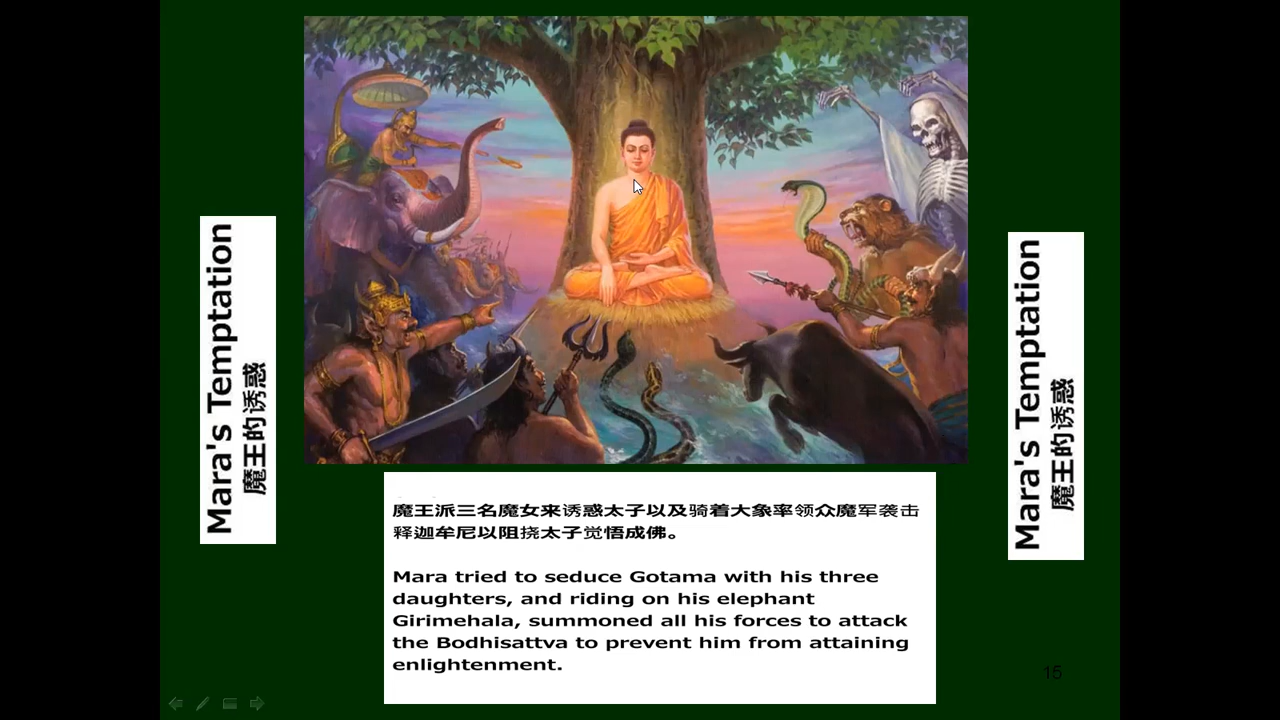 Mara's Temptation
魔王的诱惑
魔王派三名魔女来诱惑太子以及骑着大象率领众魔军袭击
释迦牟尼以阻挠太子觉悟成佛。
Mara tried to seduce Gotama with his three
daughters, and riding on his elephant
Girimehala, summoned all his forces to attack
the Bodhisattva to prevent him from attaining
enlightenment.
Mara's Temptation
魔王的诱惑
15